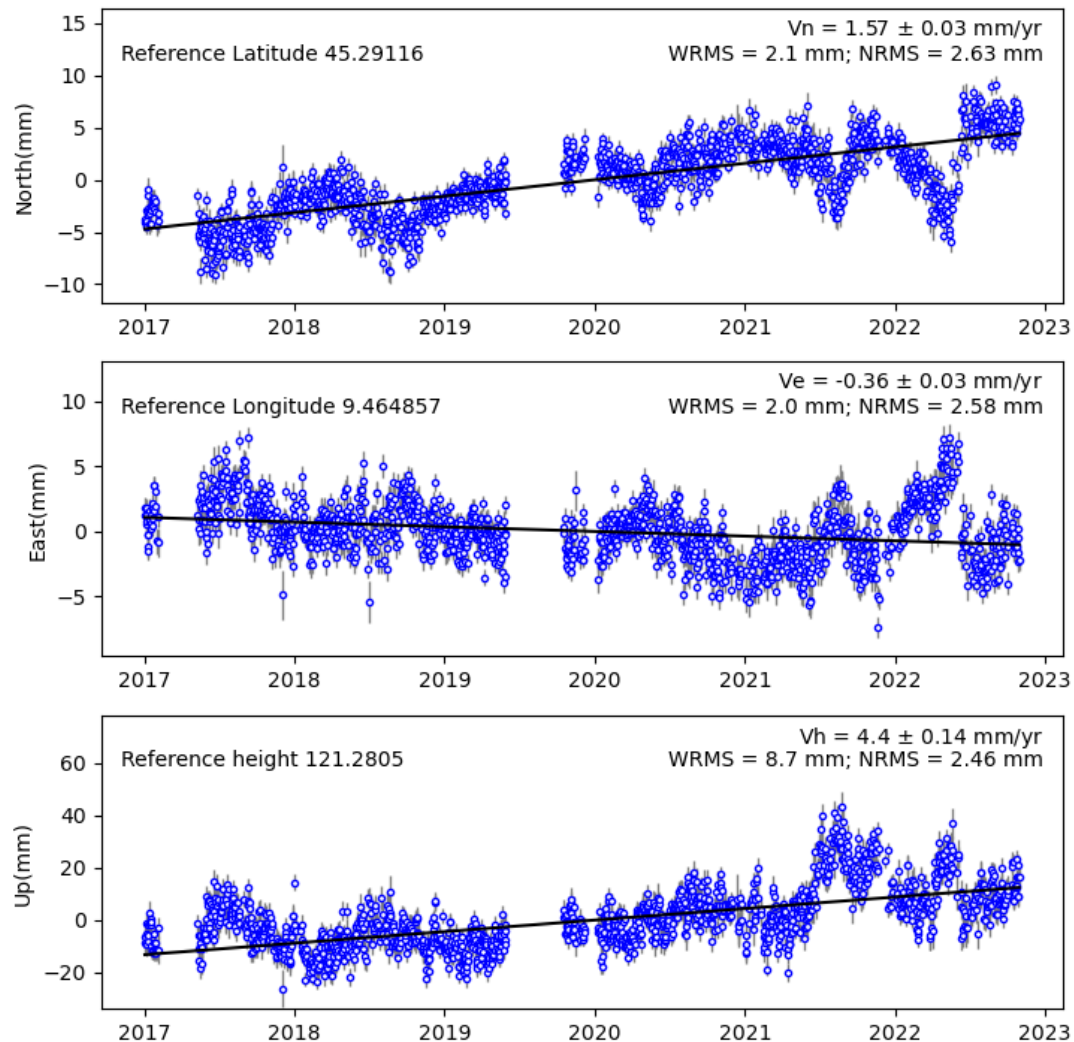 Vn = 1.57 ± 0.03 mm/yr
Reference Latitude 45.29116
WRMS = 2.1 mm; NRMS = 2.63 mm
North(mm)
15
10
5
0
−5
−10
2017 2018 2019 2020 2021 2022 2023
Ve = -0.36 ± 0.03 mm/yr
Reference Longitude 9.464857
WRMS = 2.0 mm; NRMS = 2.58 mm
East(mm)
10
5
0
−5
2017 2018 2019 2020 2021 2022 2023
Vh = 4.4 ± 0.14 mm/yr
Reference height 121.2805
WRMS = 8.7 mm; NRMS = 2.46 mm
Up(mm)
60
40
20
0
−20
2017 2018 2019 2020 2021 2022 2023